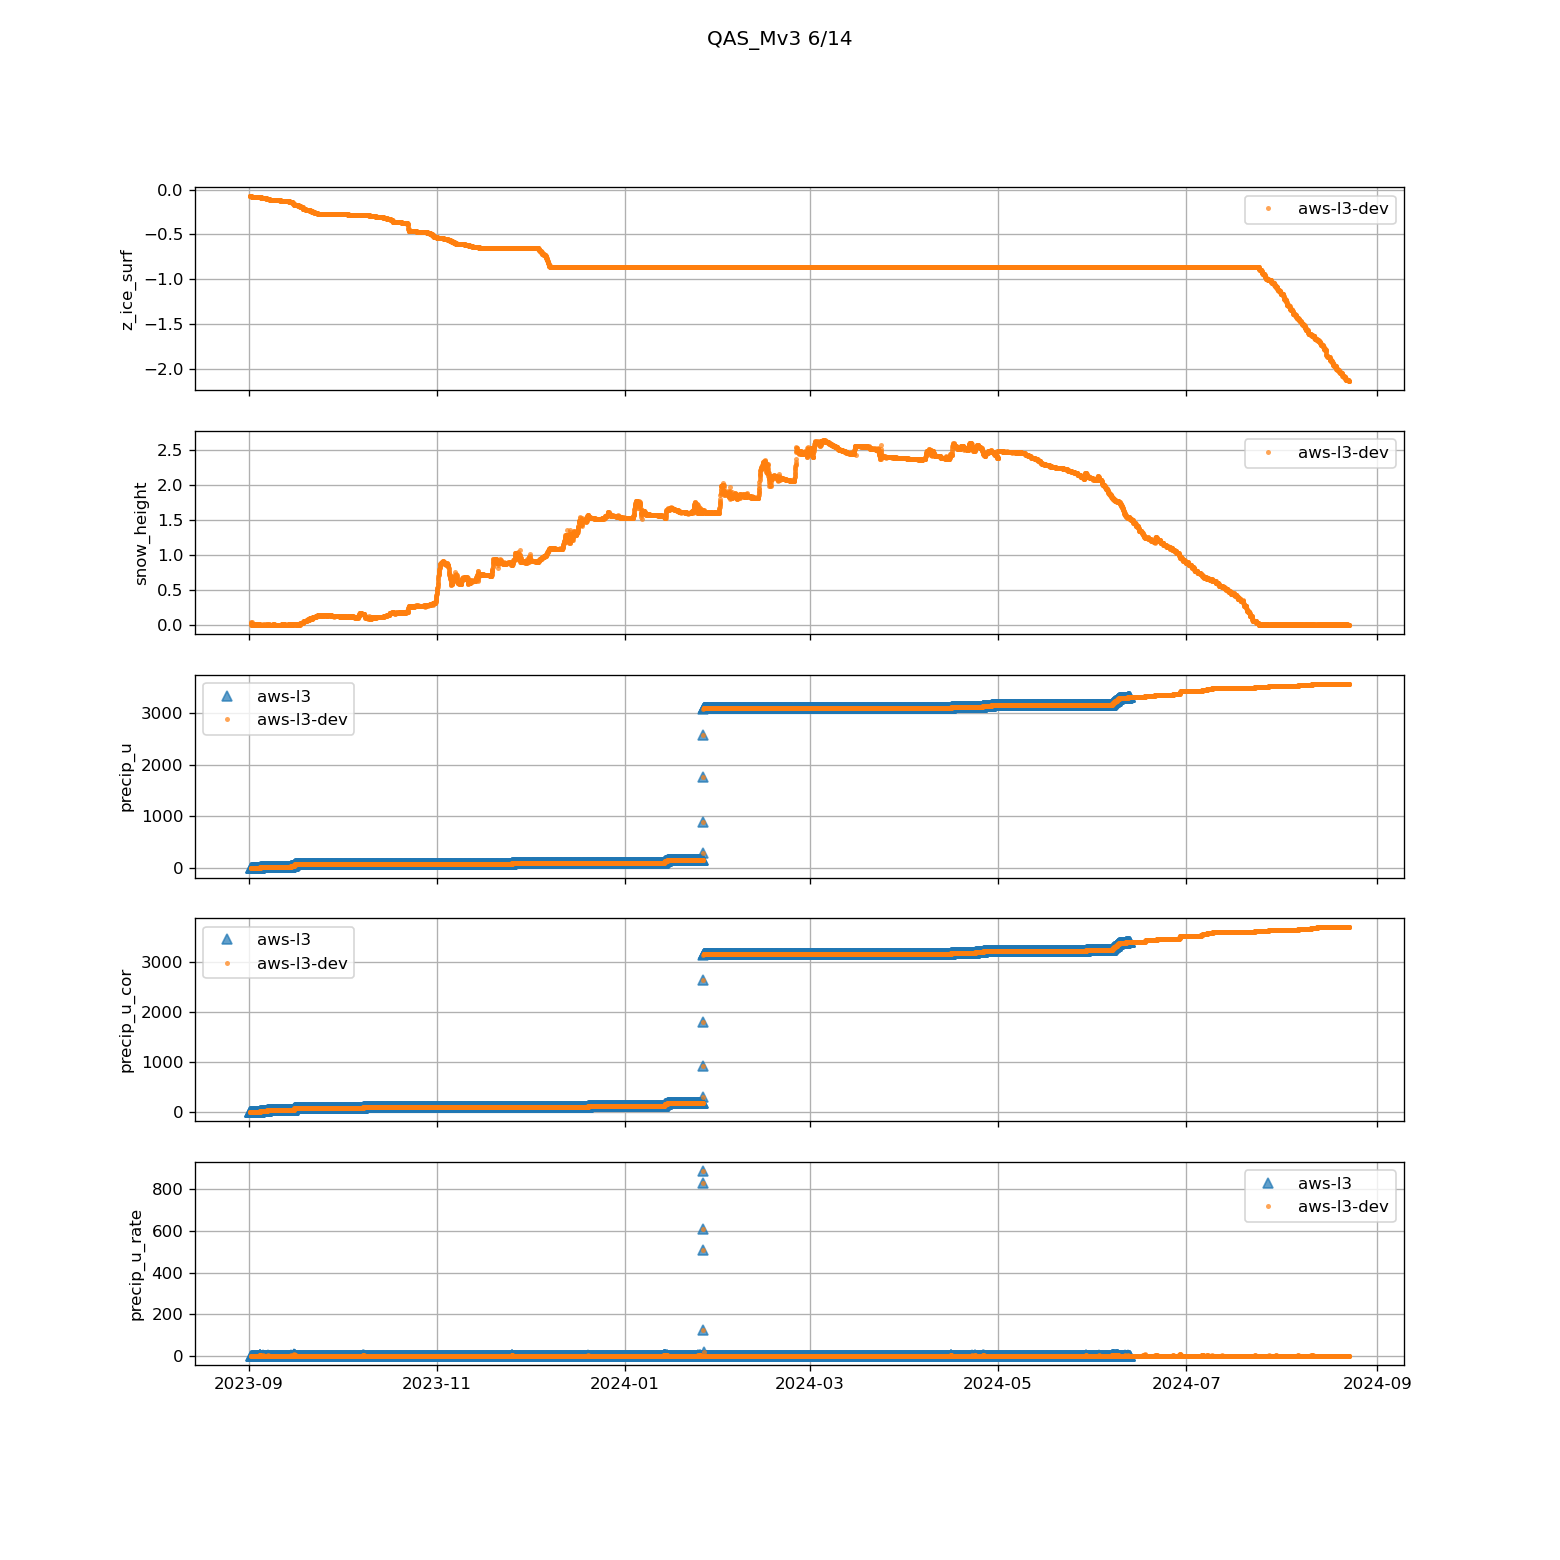 QAS_Mv3 6/14
0.0
−0.5
−1.0
−1.5
−2.0
z_ice_surf
aws-l3-dev
2.5
2.0
1.5
1.0
0.5
0.0
snow_height
aws-l3-dev
3000
2000
1000
0
precip_u
aws-l3
aws-l3-dev
3000
2000
1000
0
precip_u_cor
aws-l3
aws-l3-dev
800
600
400
200
0
precip_u_rate
aws-l3
aws-l3-dev
2023-09 2023-11 2024-01 2024-03 2024-05 2024-07 2024-09